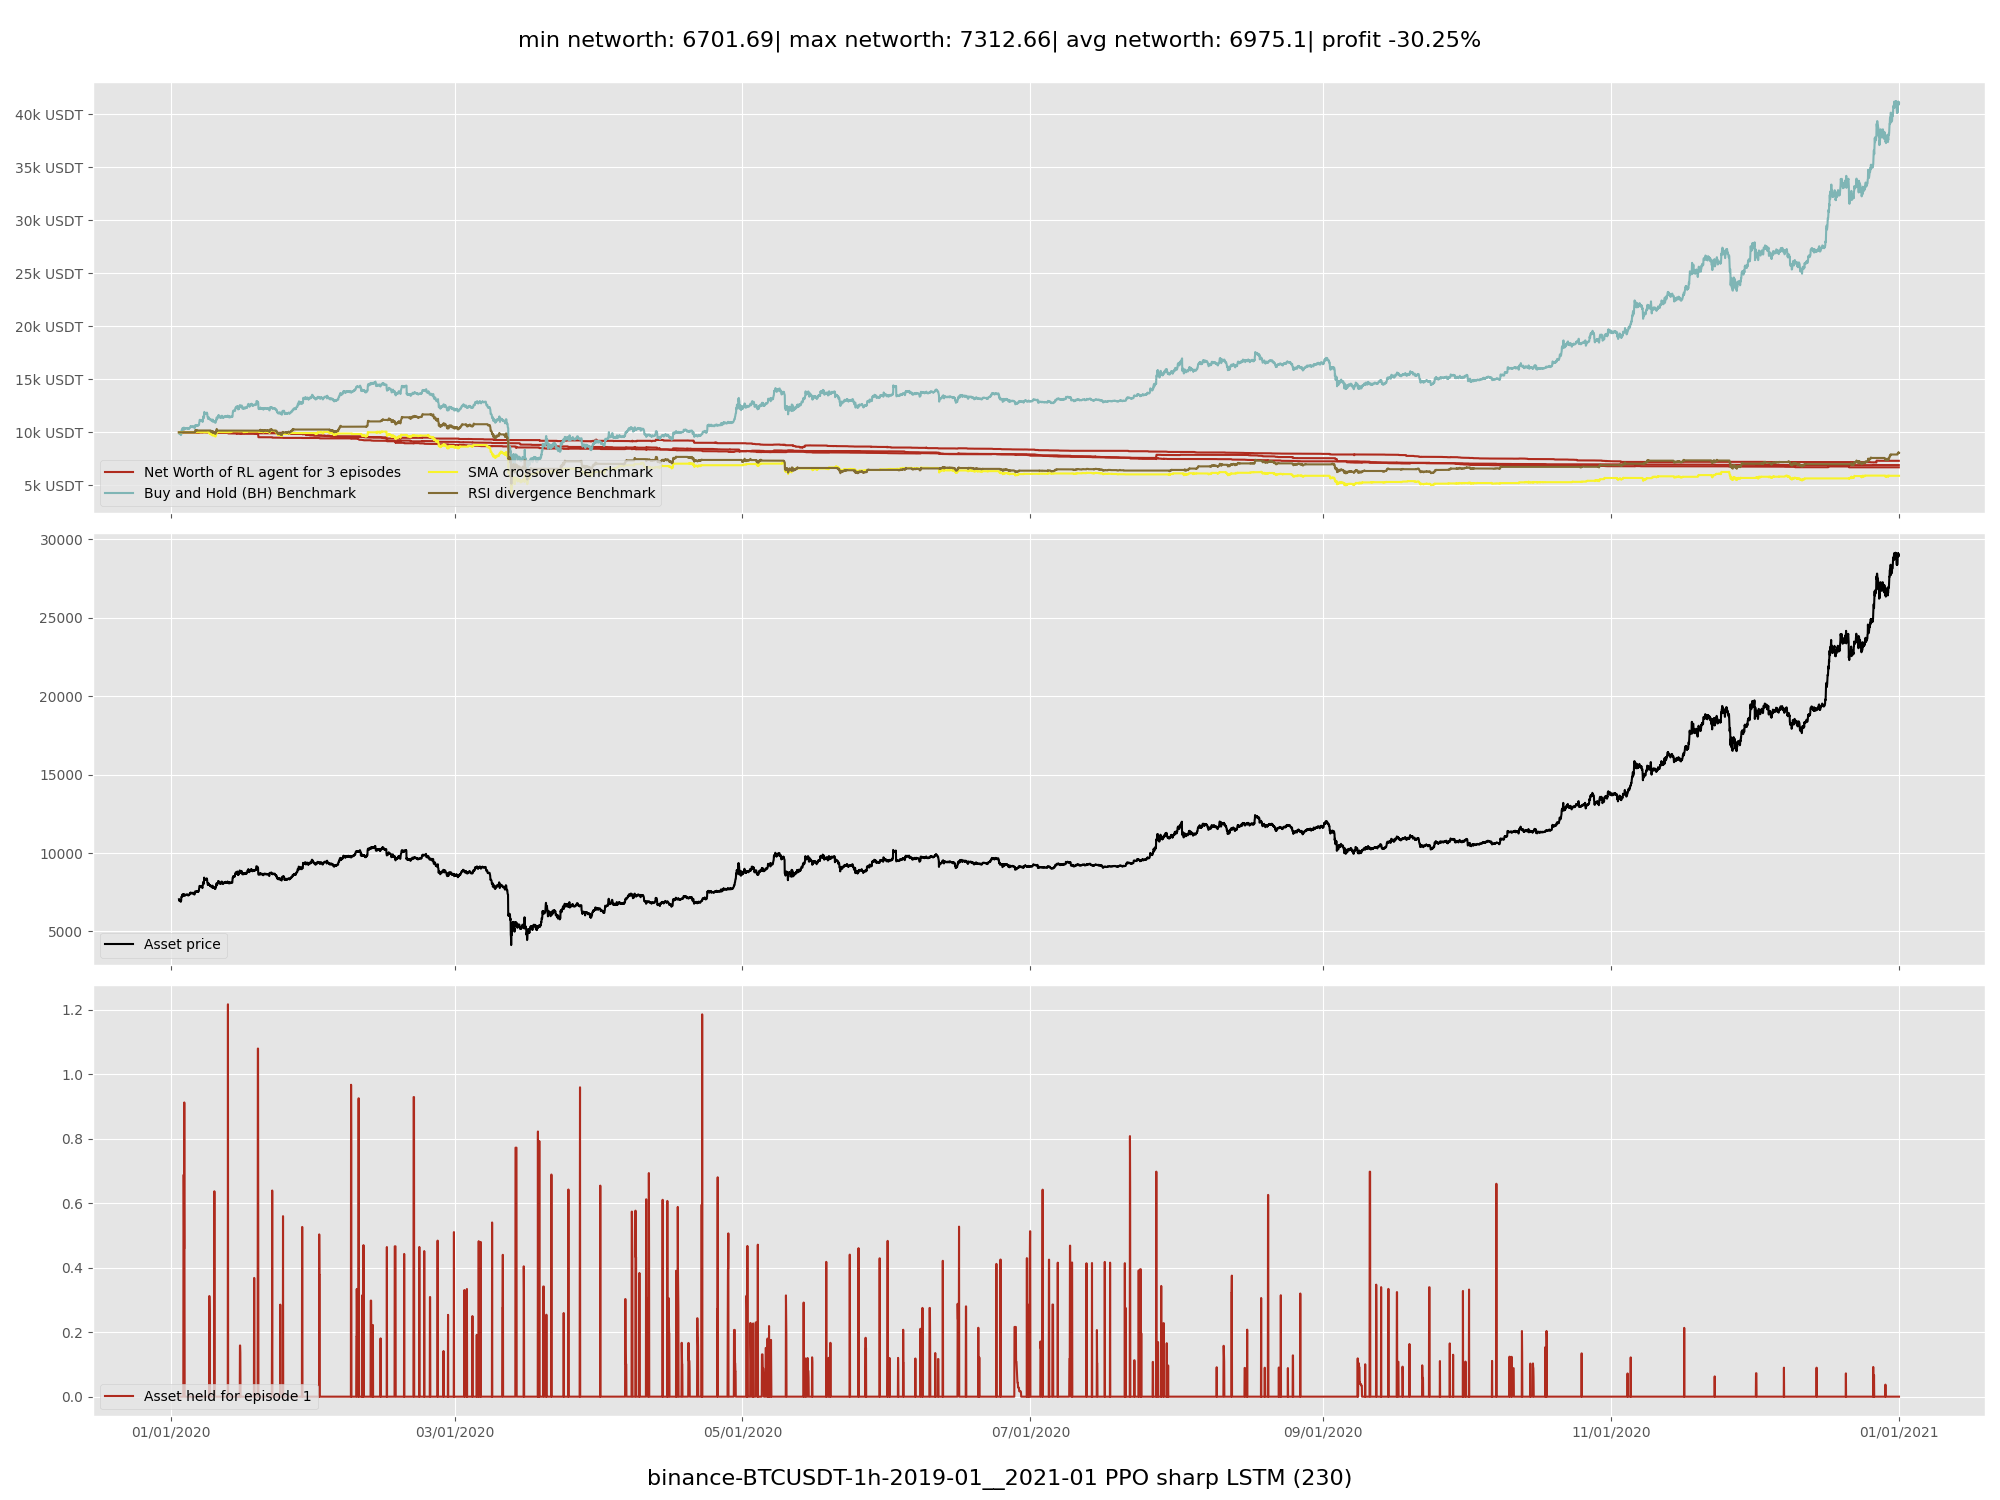 min networth: 6701.69| max networth: 7312.66| avg networth: 6975.1| profit -30.25%
40k USDT
35k USDT
30k USDT
25k USDT
20k USDT
15k USDT
10k USDT
5k USDT
Net Worth of RL agent for 3 episodes
Buy and Hold (BH) Benchmark
SMA crossover Benchmark
RSI divergence Benchmark
30000
25000
20000
15000
10000
5000
Asset price
1.2
1.0
0.8
0.6
0.4
0.2
0.0
Asset held for episode 1
01/01/2020 03/01/2020 05/01/2020 07/01/2020 09/01/2020 11/01/2020 01/01/2021
binance-BTCUSDT-1h-2019-01__2021-01 PPO sharp LSTM (230)